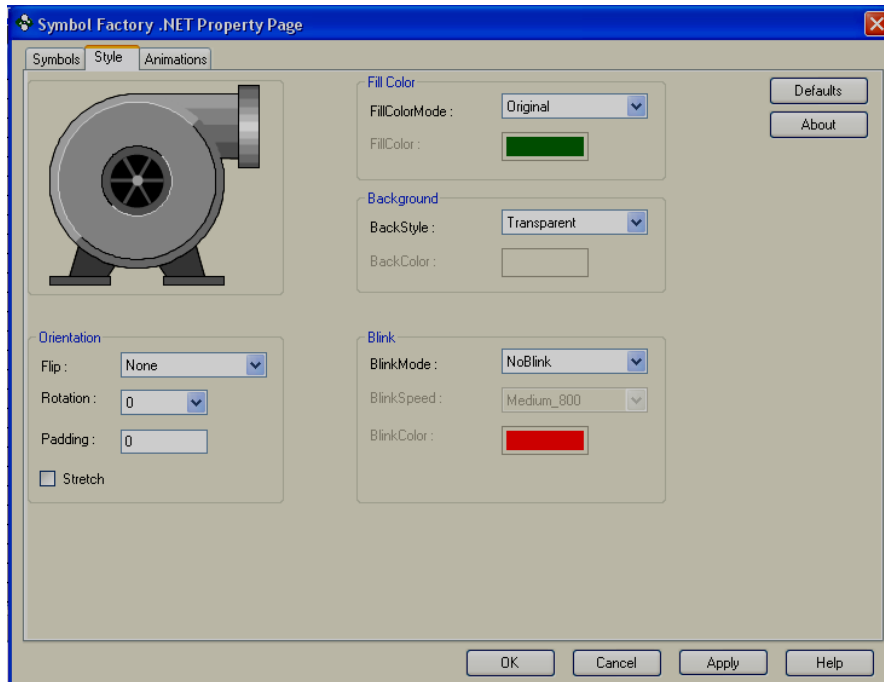 Symbol Factory .NET Property Page
Symbols Style Animations
Fill Color
FillColorMode : Original
FillColor :
Defaults
About
Background
BackStyle : Transparent
BackColor :
Orientation
Flip : None
Rotation : 0
Padding : 0
Stretch
Blink
BlinkMode : NoBlink
BlinkSpeed : Medium_800
BlinkColor :
OK Cancel Apply Help